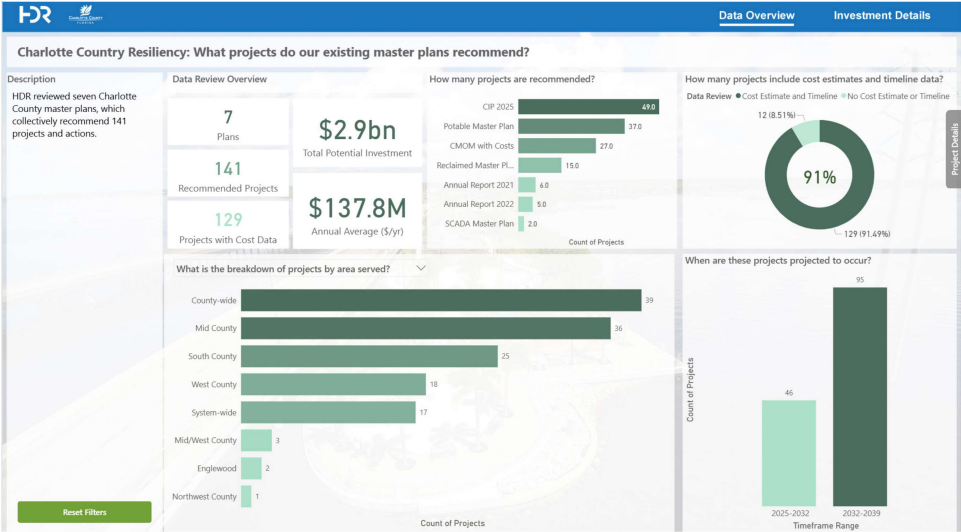 HDR
CHARLOTTE COUNTY
FLORIDA
Data Overview
Investment Details
Charlotte Country Resiliency: What projects do our existing master plans recommend?
Description
HDR reviewed seven Charlotte
County master plans, which
collectively recommend 141
projects and actions.
Reset Filters
Data Review Overview
7
Plans
141
Recommended Projects
129
Projects with Cost Data
$2.9bn
Total Potential Investment
$137.8M
Annual Average ($/yr)
How many projects are recommended?
CIP 2025 49.0
Potable Master Plan 37.0
CMOM with Costs 27.0
Reclaimed Master Pl... 15.0
Annual Report 2021 6.0
Annual Report 2022 5.0
SCADA Master Plan 2.0
Count of Projects
How many projects include cost estimates and timeline data?
Data Review Cost Estimate and Timeline No Cost Estimate or Timeline
12 (8.51%)
91%
129 (91.49%)
Project Details
What is the breakdown of projects by area served?
County-wide 39
Mid County 36
South County 25
West County 18
System-wide 17
Mid/West County 3
Englewood 2
Northwest County 1
Count of Projects
When are these projects projected to occur?
Count of Projects
46
95
2025-2032
2032-2039
Timeframe Range